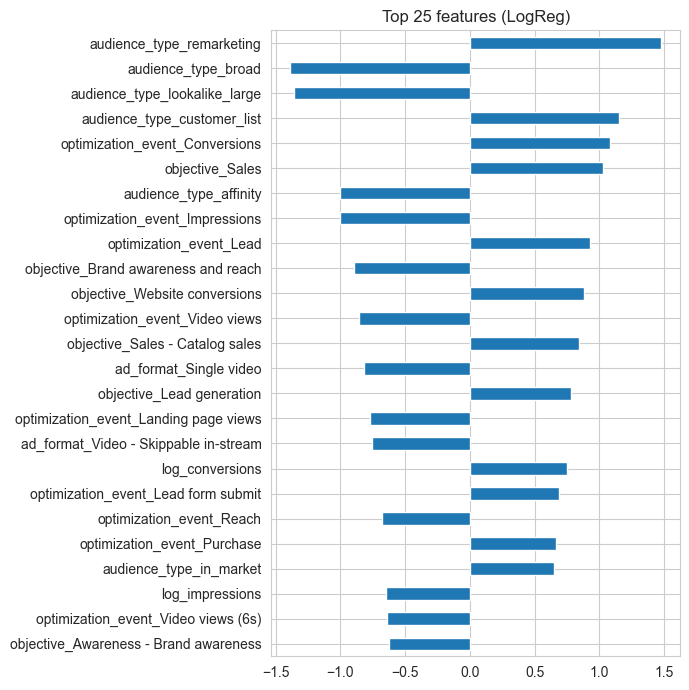 Top 25 features (LogReg)
audience_type_remarketing
audience_type_broad
audience_type_lookalike_large
audience_type_customer_list
optimization_event_Conversions
objective_Sales
audience_type_affinity
optimization_event_Impressions
optimization_event_Lead
objective_Brand awareness and reach
objective_Website conversions
optimization_event_Video views
objective_Sales - Catalog sales
ad_format_Single video
objective_Lead generation
optimization_event_Landing page views
ad_format_Video - Skippable in-stream
log_conversions
optimization_event_Lead form submit
optimization_event_Reach
optimization_event_Purchase
audience_type_in_market
log_impressions
optimization_event_Video views (6s)
objective_Awareness - Brand awareness
−1.5 −1.0 −0.5 0.0 0.5 1.0 1.5